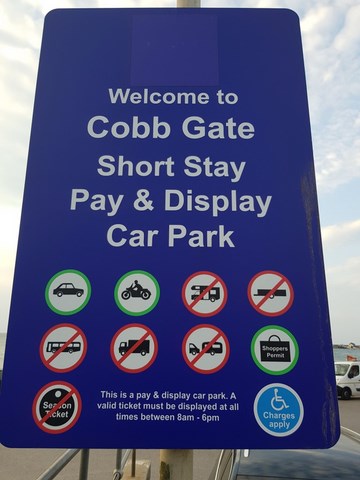 Welcome to
Cobb Gate
Short Stay
Pay & Display
Car Park
Shoppers
Permit
Season
Ticket
This is a pay & display car park. A
valid ticket must be displayed at all
times between 8am - 6pm
Charges
apply